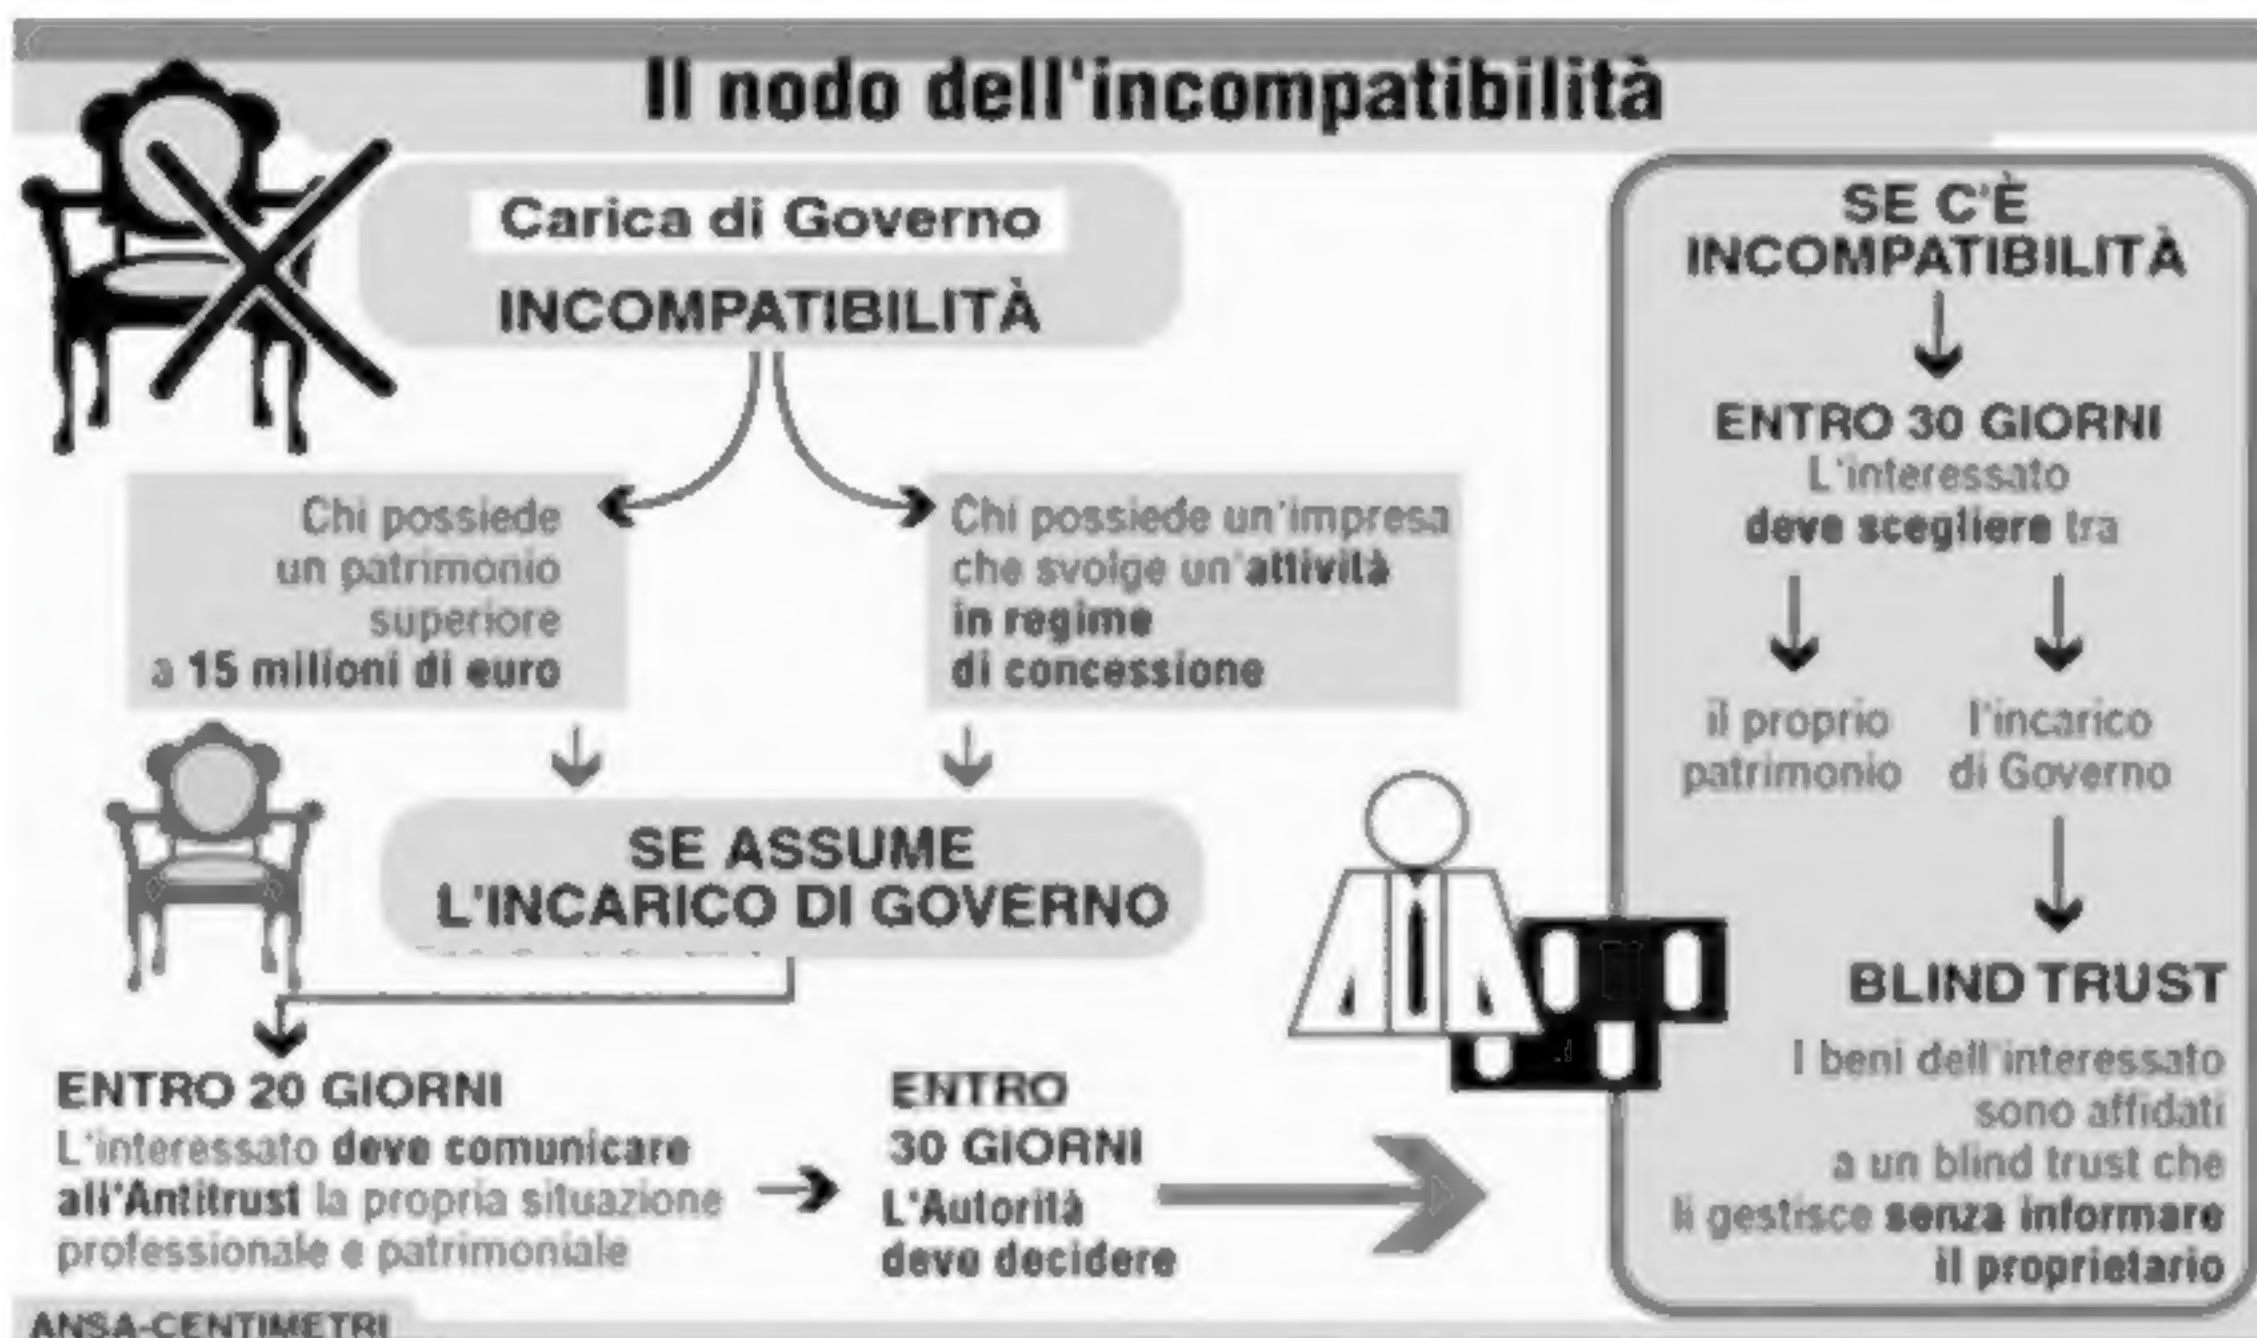 Il nodo dell'incompatibilità
Carica di Governo
INCOMPATIBILITÀ
Chi possiede
un patrimonio
superiore
a 15 milioni di euro
Chi possiede un'impresa
che svolge un'attività
in regime
di concessione
SE ASSUME
L'INCARICO DI GOVERNO
ENTRO 20 GIORNI
L'interessato deve comunicare
all'Antitrust la propria situazione
professionale e patrimoniale
ENTRO
30 GIORNI
L'Autorità
deve decidere
SE C'È
INCOMPATIBILITÀ
ENTRO 30 GIORNI
L'interessato
deve scegliere tra
il proprio
patrimonio
l'incarico
di Governo
BLIND TRUST
I beni dell'interessato
sono affidati
a un blind trust che
li gestisce senza informare
il proprietario
ANSA-CENTIMETRI